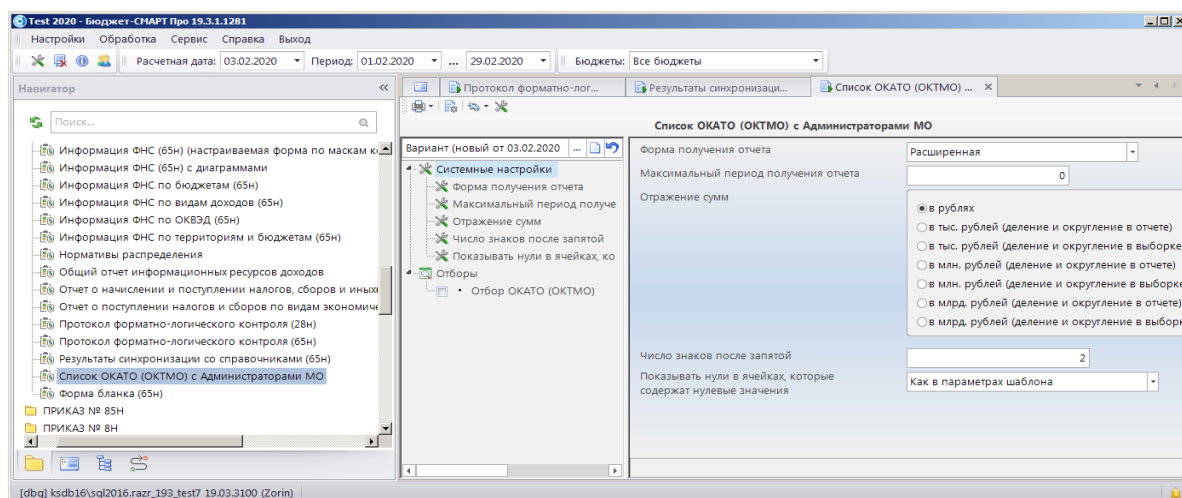 Test 2020 - Бюджет-СМАРТ Про 19.3.1.1281
Настройки Обработка Сервис Справка Выход
Расчетная дата: 03.02.2020 Период: 01.02.2020 ... 29.02.2020 Бюджеты: Все бюджеты
Навигатор
Поиск...
Информация ФНС (65н) (настраиваемая форма по маскам к
Информация ФНС (65н) с диаграммами
Информация ФНС по бюджетам (65н)
Информация ФНС по видам доходов (65н)
Информация ФНС по ОКВЭД (65н)
Информация ФНС по территориям и бюджетам (65н)
Нормативы распределения
Общий отчет информационных ресурсов доходов
Отчет о начислении и поступлении налогов, сборов и иных
Отчет о поступлении налогов и сборов по видам экономиче
Протокол форматно-логического контроля (28н)
Протокол форматно-логического контроля (65н)
Результаты синхронизации со справочниками (65н)
Список ОКАТО (ОКТМО) с Администраторами МО
Форма бланка (65н)
ПРИКАЗ № 85Н
ПРИКАЗ № 8Н
Протокол форматно-лог... Результаты синхронизаци... Список ОКАТО (ОКТМО) ...
Список ОКАТО (ОКТМО) с Администраторами МО
Вариант (новый от 03.02.2020 ...
Системные настройки
Форма получения отчета
Максимальный период получе
Отражение сумм
Число знаков после запятой
Показывать нули в ячейках, ко
Отборы
Отбор ОКАТО (ОКТМО)
Форма получения отчета Расширенная
Максимальный период получения отчета 0
Отражение сумм
в рублях
в тыс. рублей (деление и округление в отчете)
в тыс. рублей (деление и округление в выборке
в млн. рублей (деление и округление в отчете)
в млн. рублей (деление и округление в выборке
в млрд. рублей (деление и округление в отчете)
в млрд. рублей (деление и округление в выборк
Число знаков после запятой 2
Показывать нули в ячейках, которые
содержат нулевые значения Как в параметрах шаблона
[dbg] ksdb16\sql2016.razr_193_test7 19.03.3100 (Zorin)